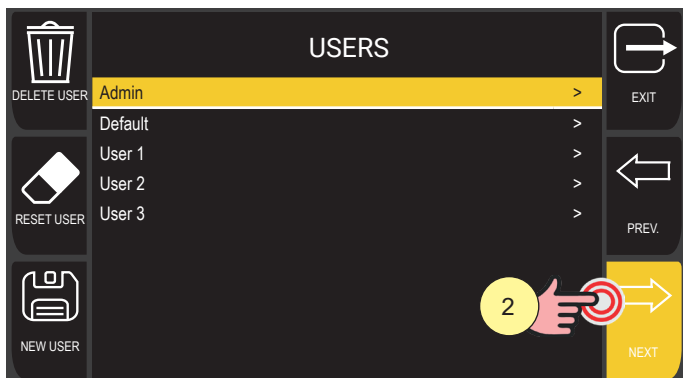 USERS
DELETE USER
Admin >
EXIT
Default >
User 1 >
User 2 >
RESET USER
User 3 >
PREV.
2
NEW USER
NEXT